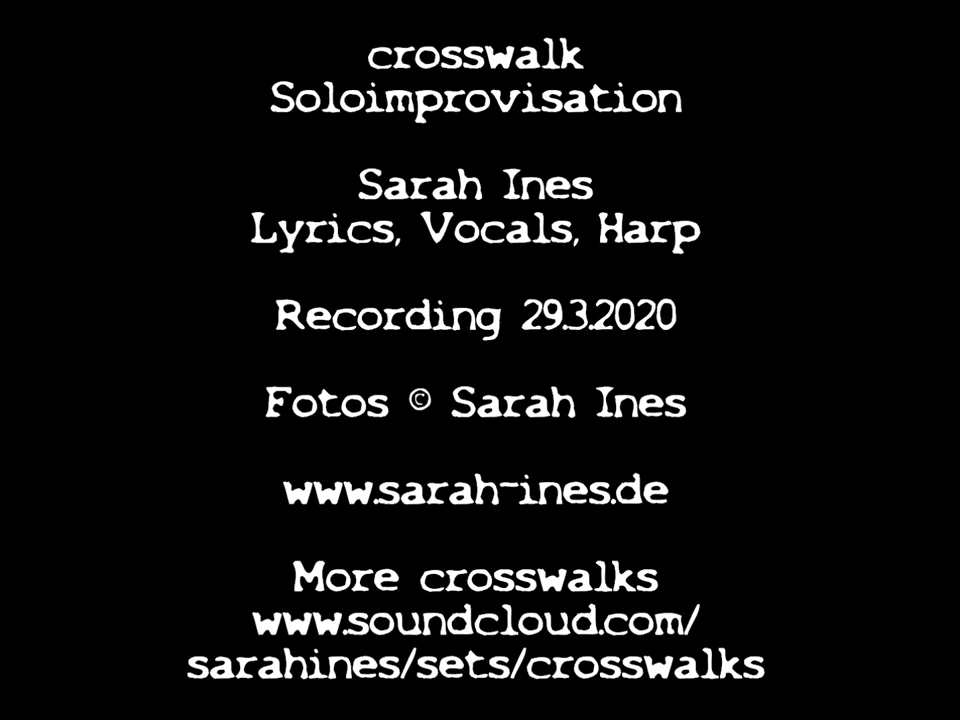 crosswalk
Soloimprovisation
Sarah Ines
Lyrics, Vocals, Harp
Recording 29.3.2020
Fotos © Sarah Ines
www.sarah-ines.de
More crosswalks
www.soundcloud.com/
sarahines/sets/crosswalks